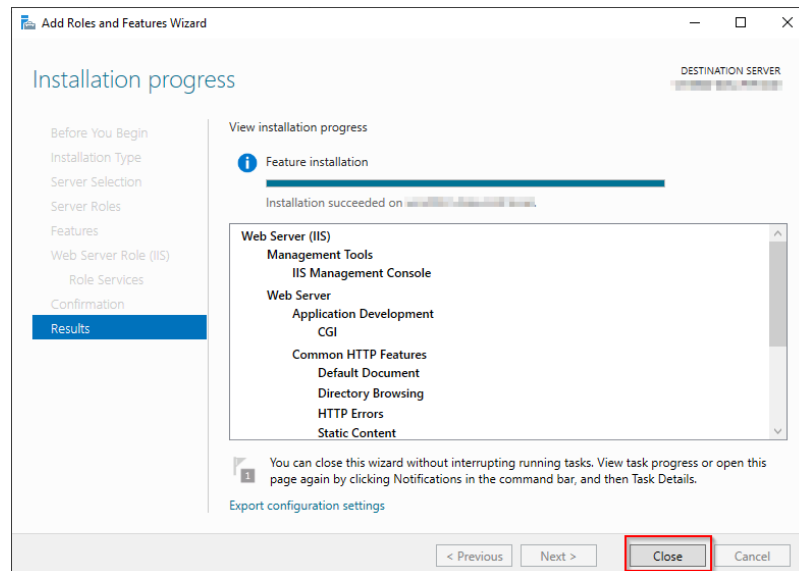 Add Roles and Features Wizard
Installation progress
DESTINATION SERVER
Before You Begin
Installation Type
Server Selection
Server Roles
Features
Web Server Role (IIS)
Role Services
Confirmation
Results
View installation progress
Feature installation
Installation succeeded on
Web Server (IIS)
Management Tools
IIS Management Console
Web Server
Application Development
CGI
Common HTTP Features
Default Document
Directory Browsing
HTTP Errors
Static Content
1
You can close this wizard without interrupting running tasks. View task progress or open this
page again by clicking Notifications in the command bar, and then Task Details.
Export configuration settings
< Previous
Next >
Close
Cancel